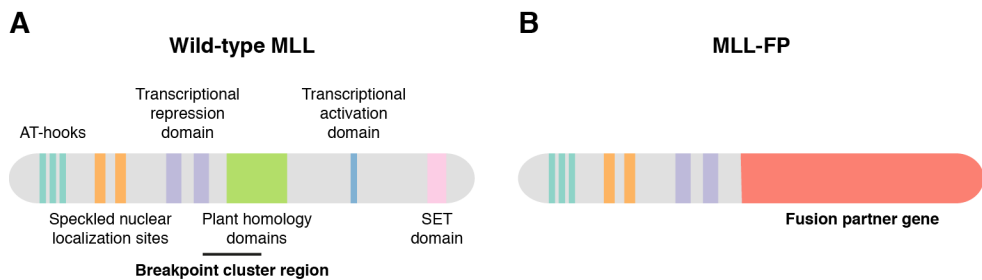 A
Wild-type MLL
AT-hooks
Transcriptional
repression
domain
Transcriptional
activation
domain
Speckled nuclear
localization sites
Plant homology
domains
SET
domain
Breakpoint cluster region
B
MLL-FP
Fusion partner gene